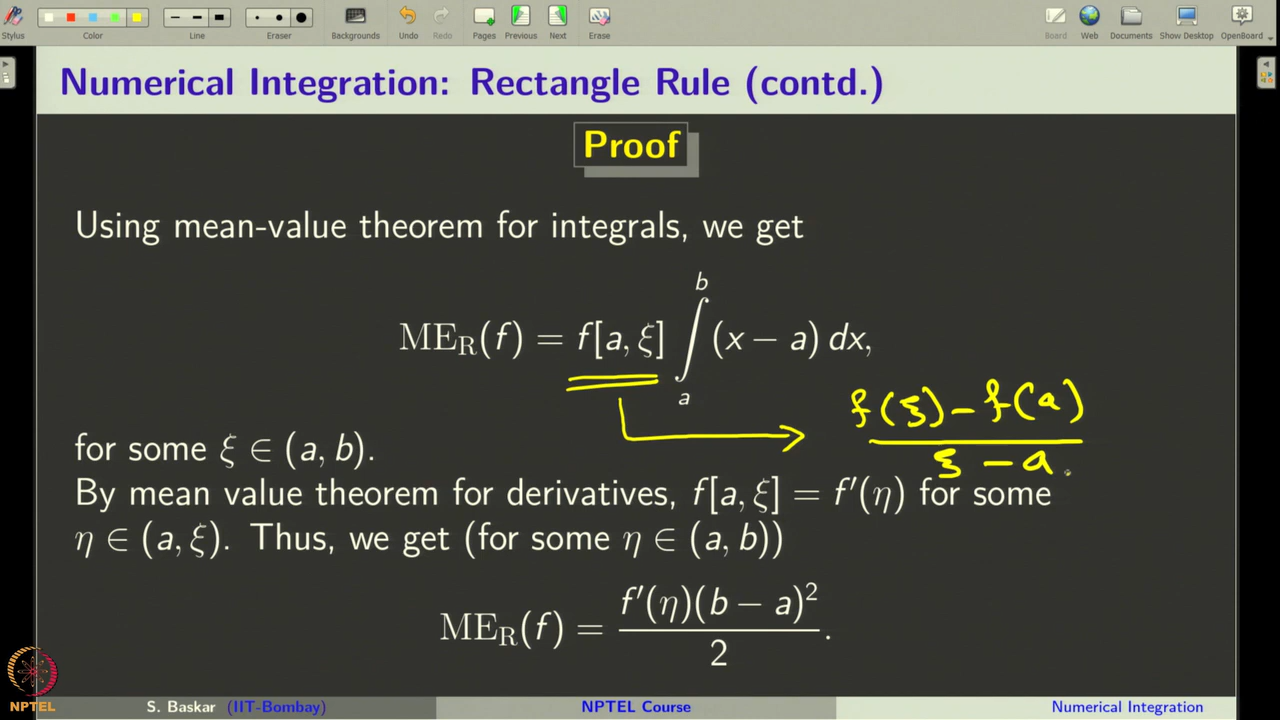 Stylus Color Line Eraser Backgrounds Undo Redo Pages Previous Next Erase Board Web Documents Show Desktop OpenBoard
Numerical Integration: Rectangle Rule (contd.)
Proof
Using mean-value theorem for integrals, we get
ME_R(f) = f[a, ξ] ∫_a^b (x − a) dx,
f(ξ) − f(a)
ξ − a.
for some ξ ∈ (a, b).
By mean value theorem for derivatives, f[a, ξ] = f′(η) for some
η ∈ (a, ξ). Thus, we get (for some η ∈ (a, b))
ME_R(f) = f′(η)(b − a)² / 2.
NPTEL
S. Baskar (IIT-Bombay) NPTEL Course Numerical Integration